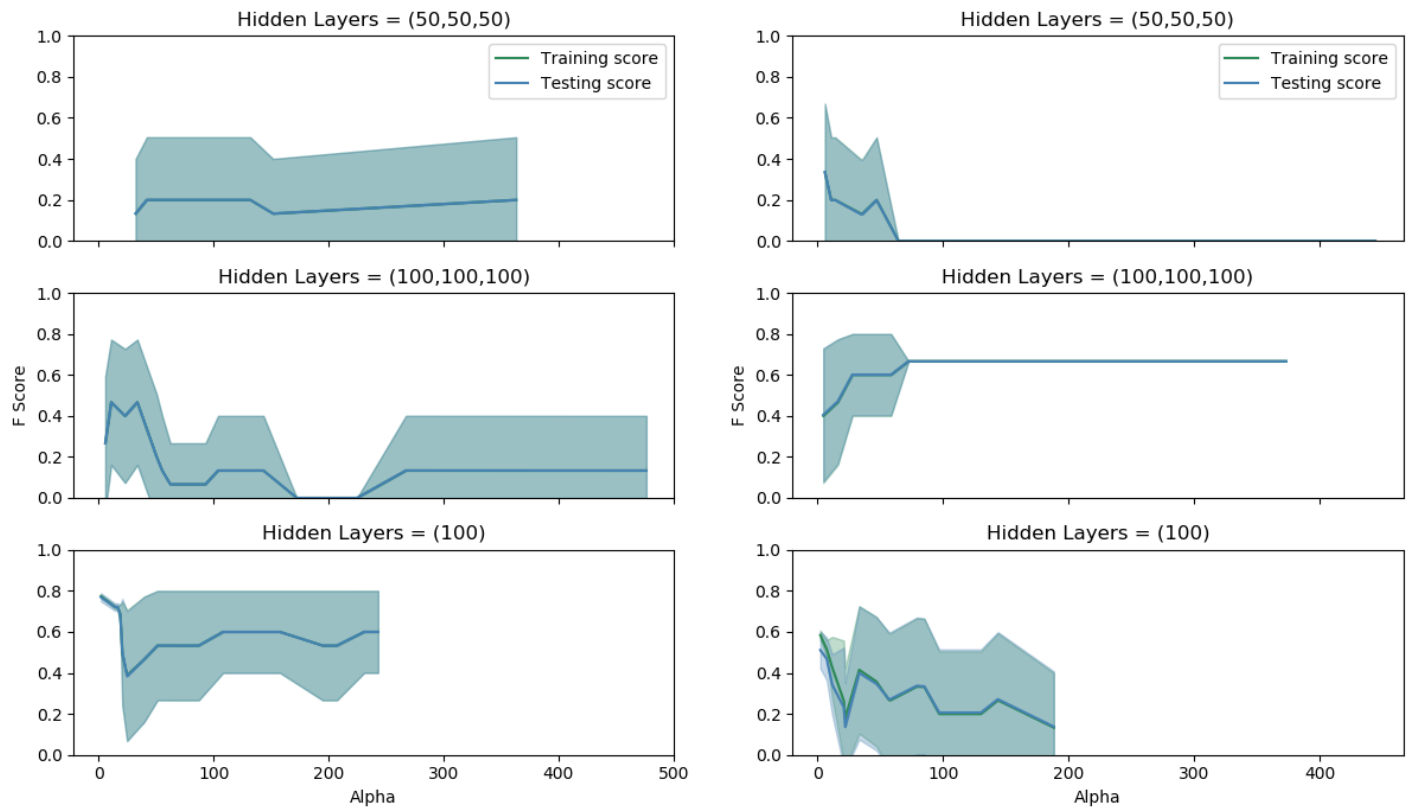 Hidden Layers = (50,50,50)
1.0
0.8
0.6
0.4
0.2
0.0
Training score
Testing score
Hidden Layers = (50,50,50)
1.0
0.8
0.6
0.4
0.2
0.0
Training score
Testing score
Hidden Layers = (100,100,100)
F Score
1.0
0.8
0.6
0.4
0.2
0.0
Hidden Layers = (100,100,100)
F Score
1.0
0.8
0.6
0.4
0.2
0.0
Hidden Layers = (100)
1.0
0.8
0.6
0.4
0.2
0.0
0 100 200 300 400 500
Alpha
Hidden Layers = (100)
1.0
0.8
0.6
0.4
0.2
0.0
0 100 200 300 400
Alpha